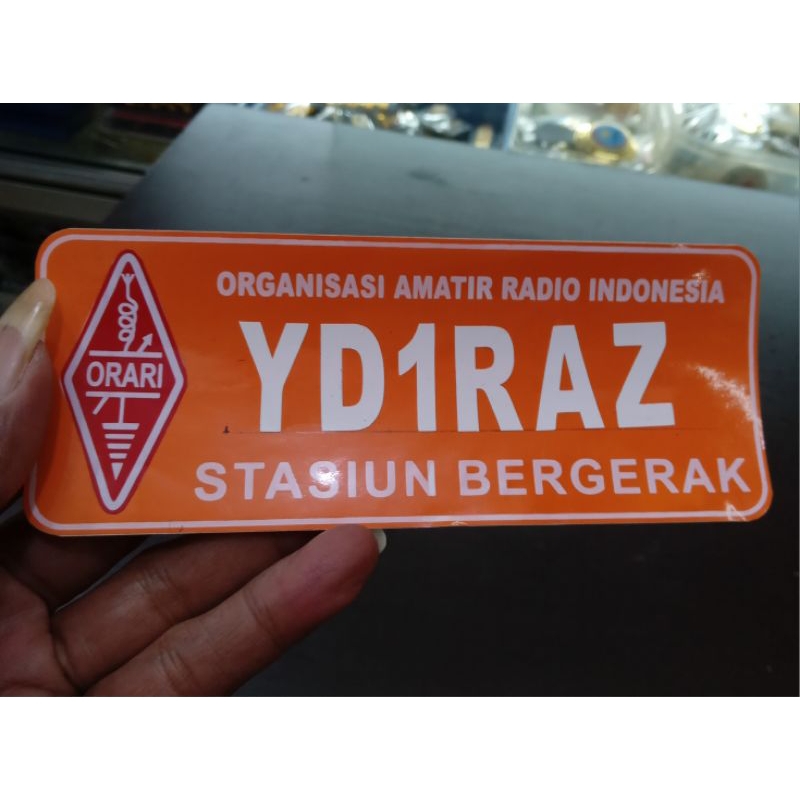 ORGANISASI AMATIR RADIO INDONESIA
YD1RAZ
ORARI
STASIUN BERGERAK